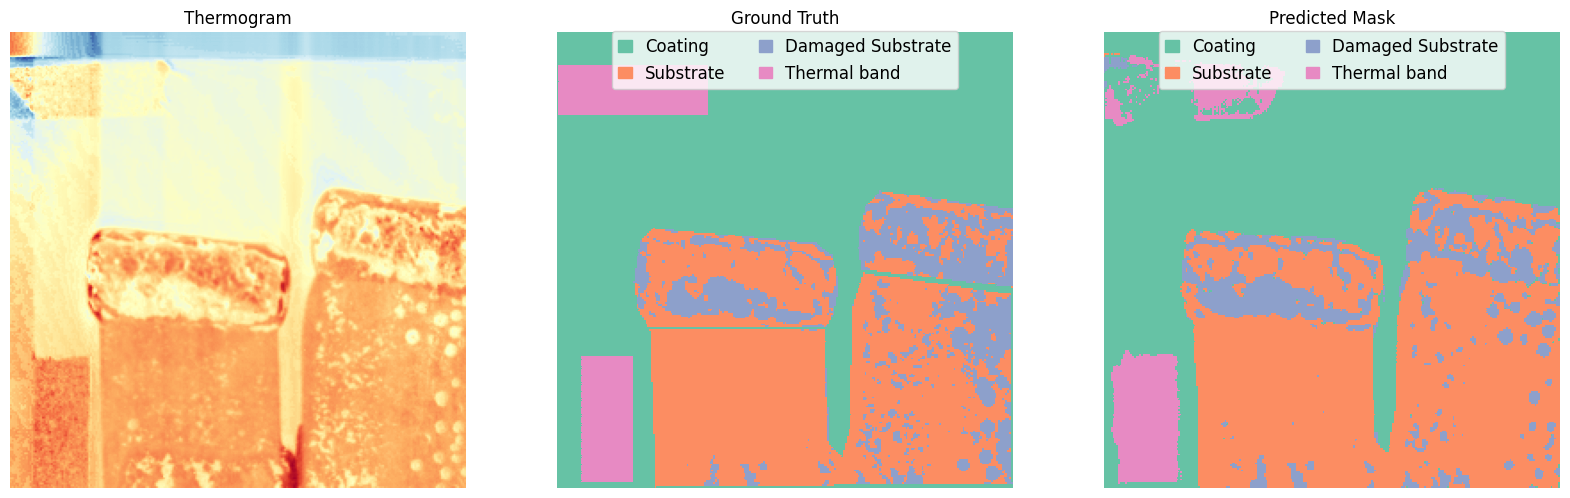 Thermogram
Ground Truth
Coating
Damaged Substrate
Substrate
Thermal band
Predicted Mask
Coating
Damaged Substrate
Substrate
Thermal band